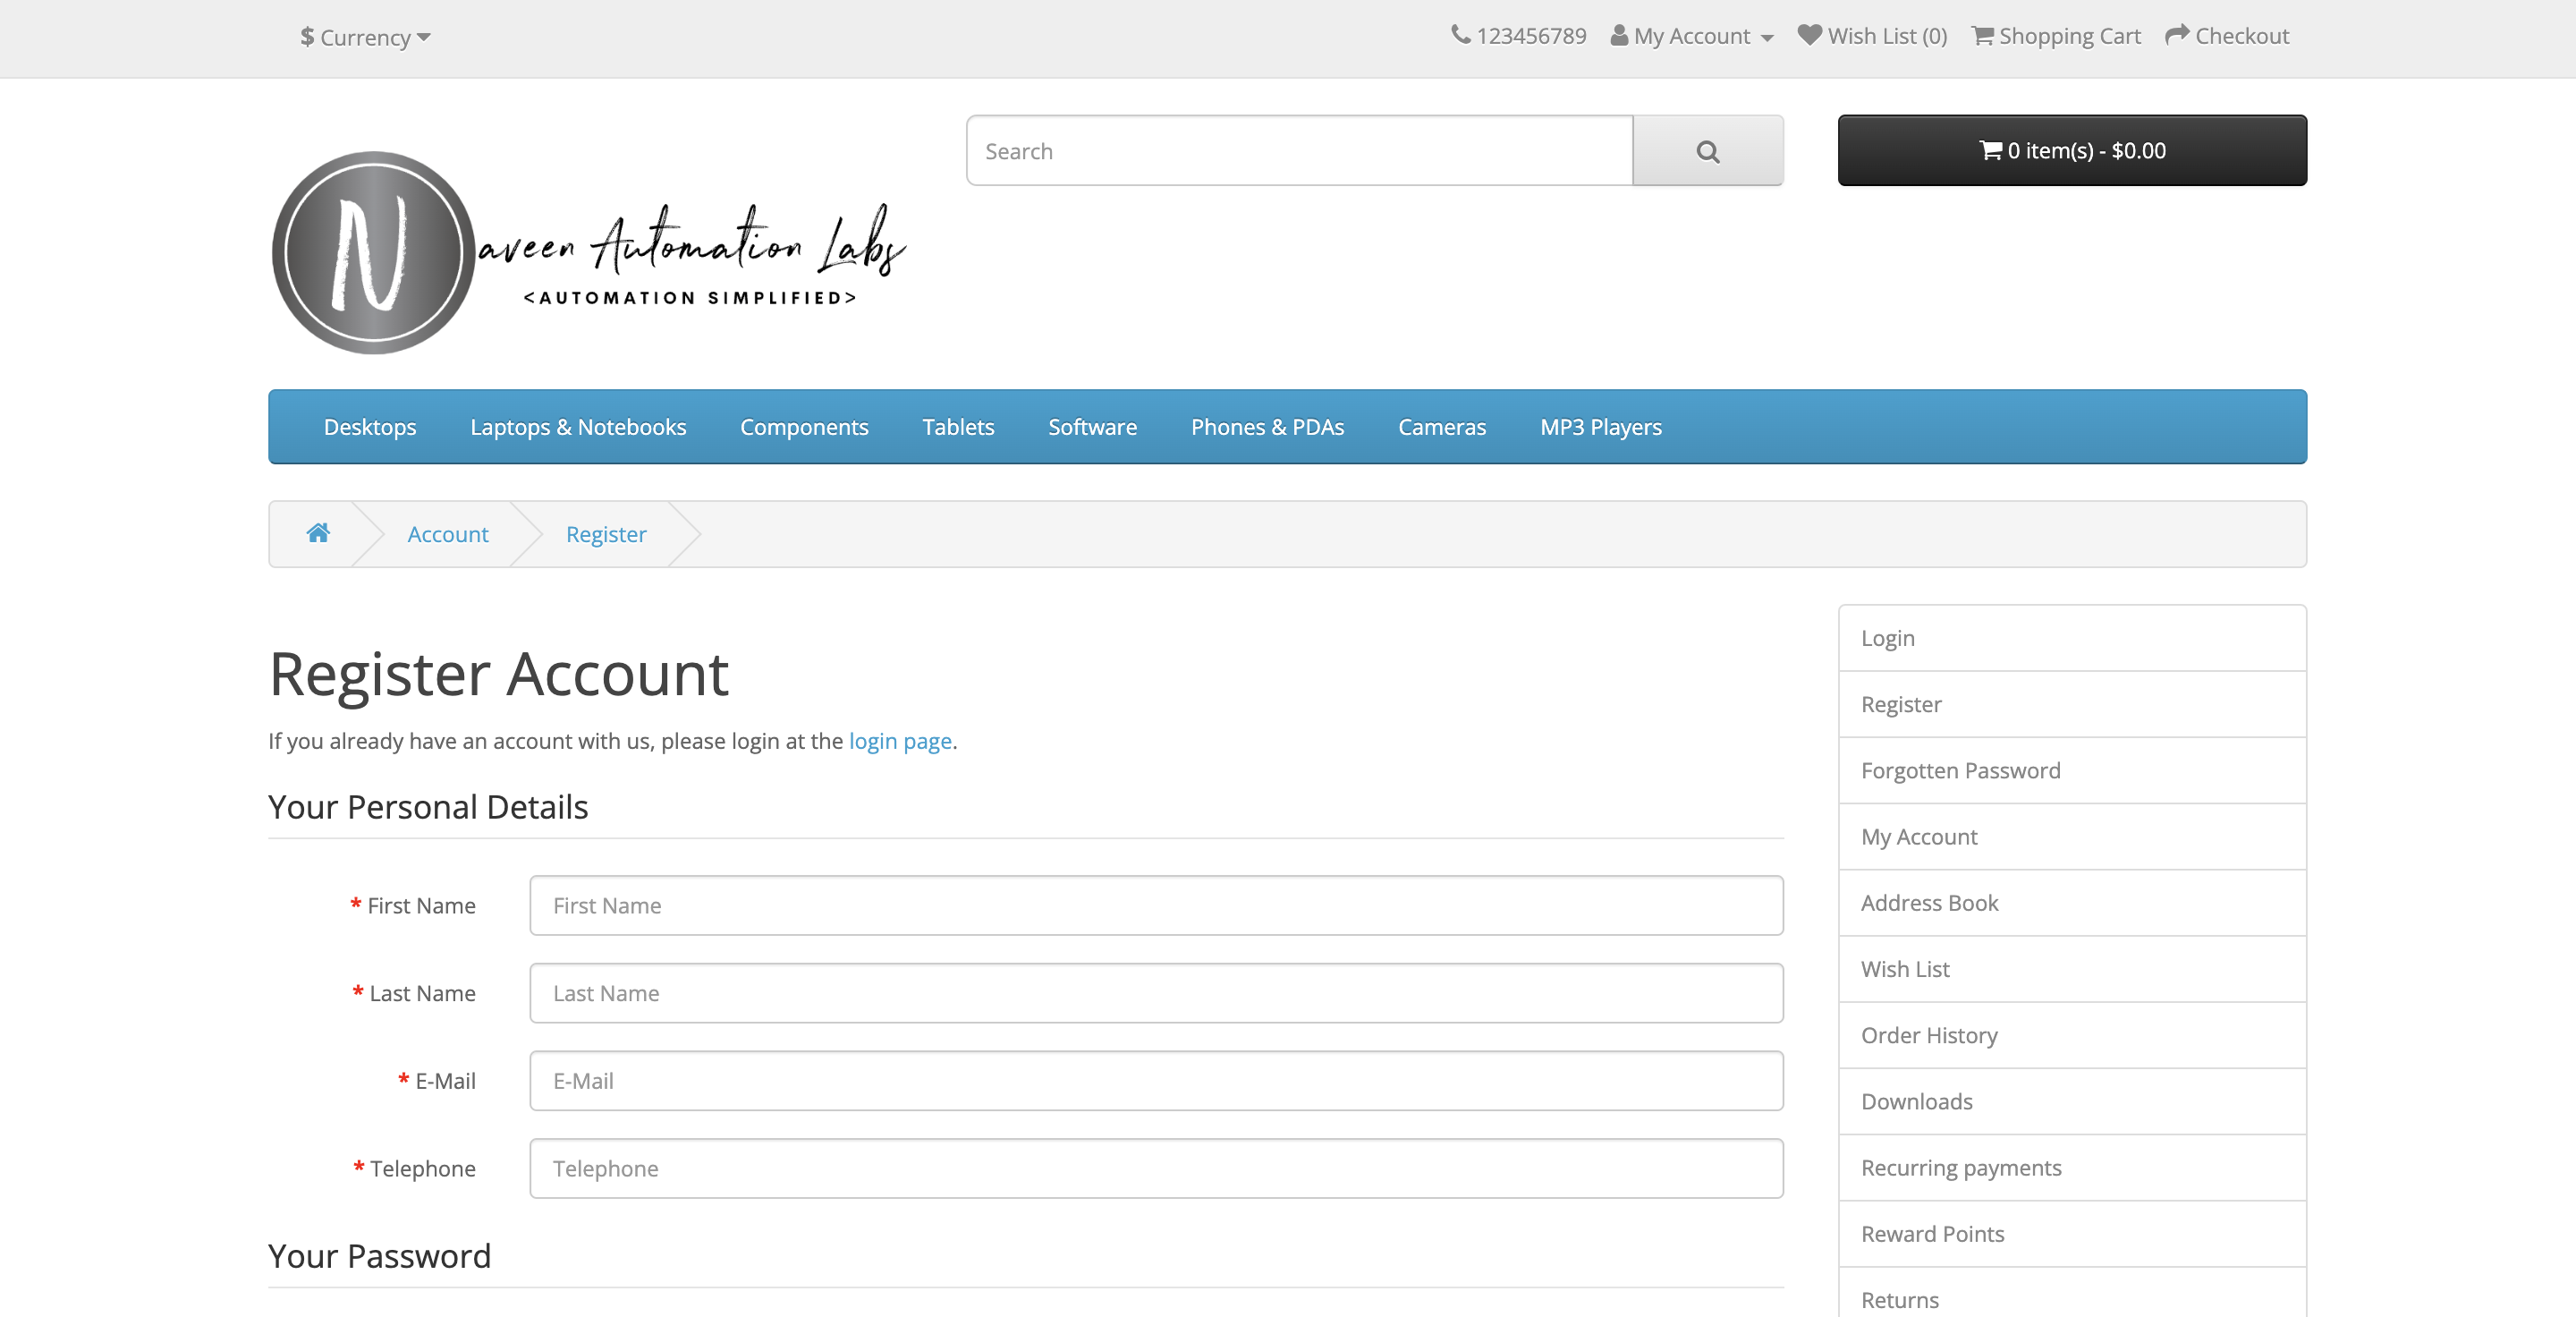 $ Currency
123456789 My Account Wish List (0) Shopping Cart Checkout
Search
0 item(s) - $0.00
Naveen Automation Labs
<AUTOMATION SIMPLIFIED>
Desktops Laptops & Notebooks Components Tablets Software Phones & PDAs Cameras MP3 Players
Account Register
Register Account
If you already have an account with us, please login at the login page.
Your Personal Details
* First Name First Name
* Last Name Last Name
* E-Mail E-Mail
* Telephone Telephone
Your Password
Login
Register
Forgotten Password
My Account
Address Book
Wish List
Order History
Downloads
Recurring payments
Reward Points
Returns